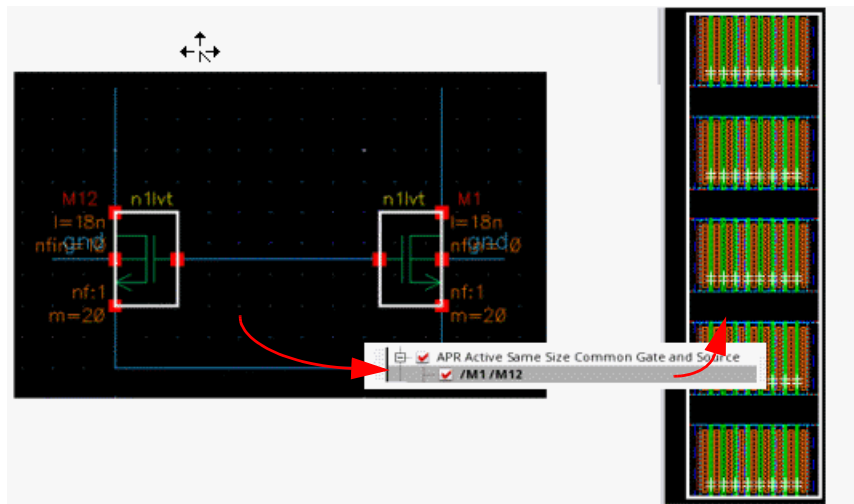 M12
n1lvt
n1lvt
M1
l=18n
l=18n
nfin=10
gnd
nfin=10
gnd
nf:1
nf:1
m=20
m=20
APR Active Same Size Common Gate and Source
/M1 /M12